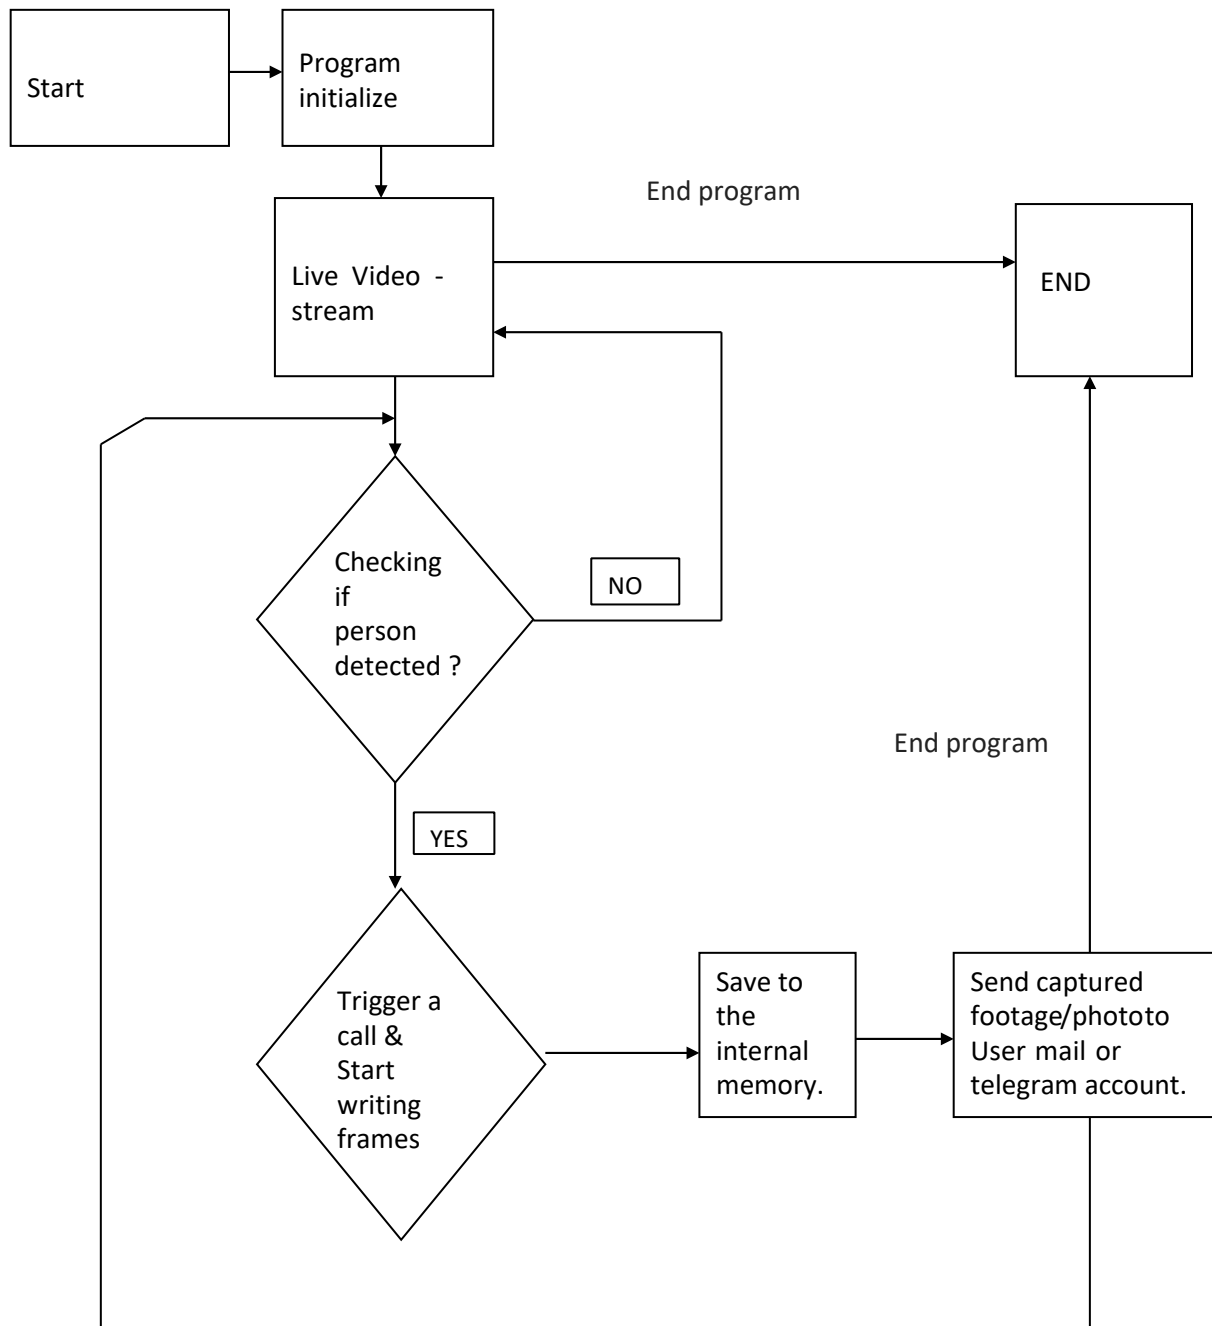 Start
Program
initialize
End program
Live Video -
stream
END
Checking
if
person
detected ?
NO
End program
YES
Trigger a
call &
Start
writing
frames
Save to
the
internal
memory.
Send captured
footage/phototo
User mail or
telegram account.